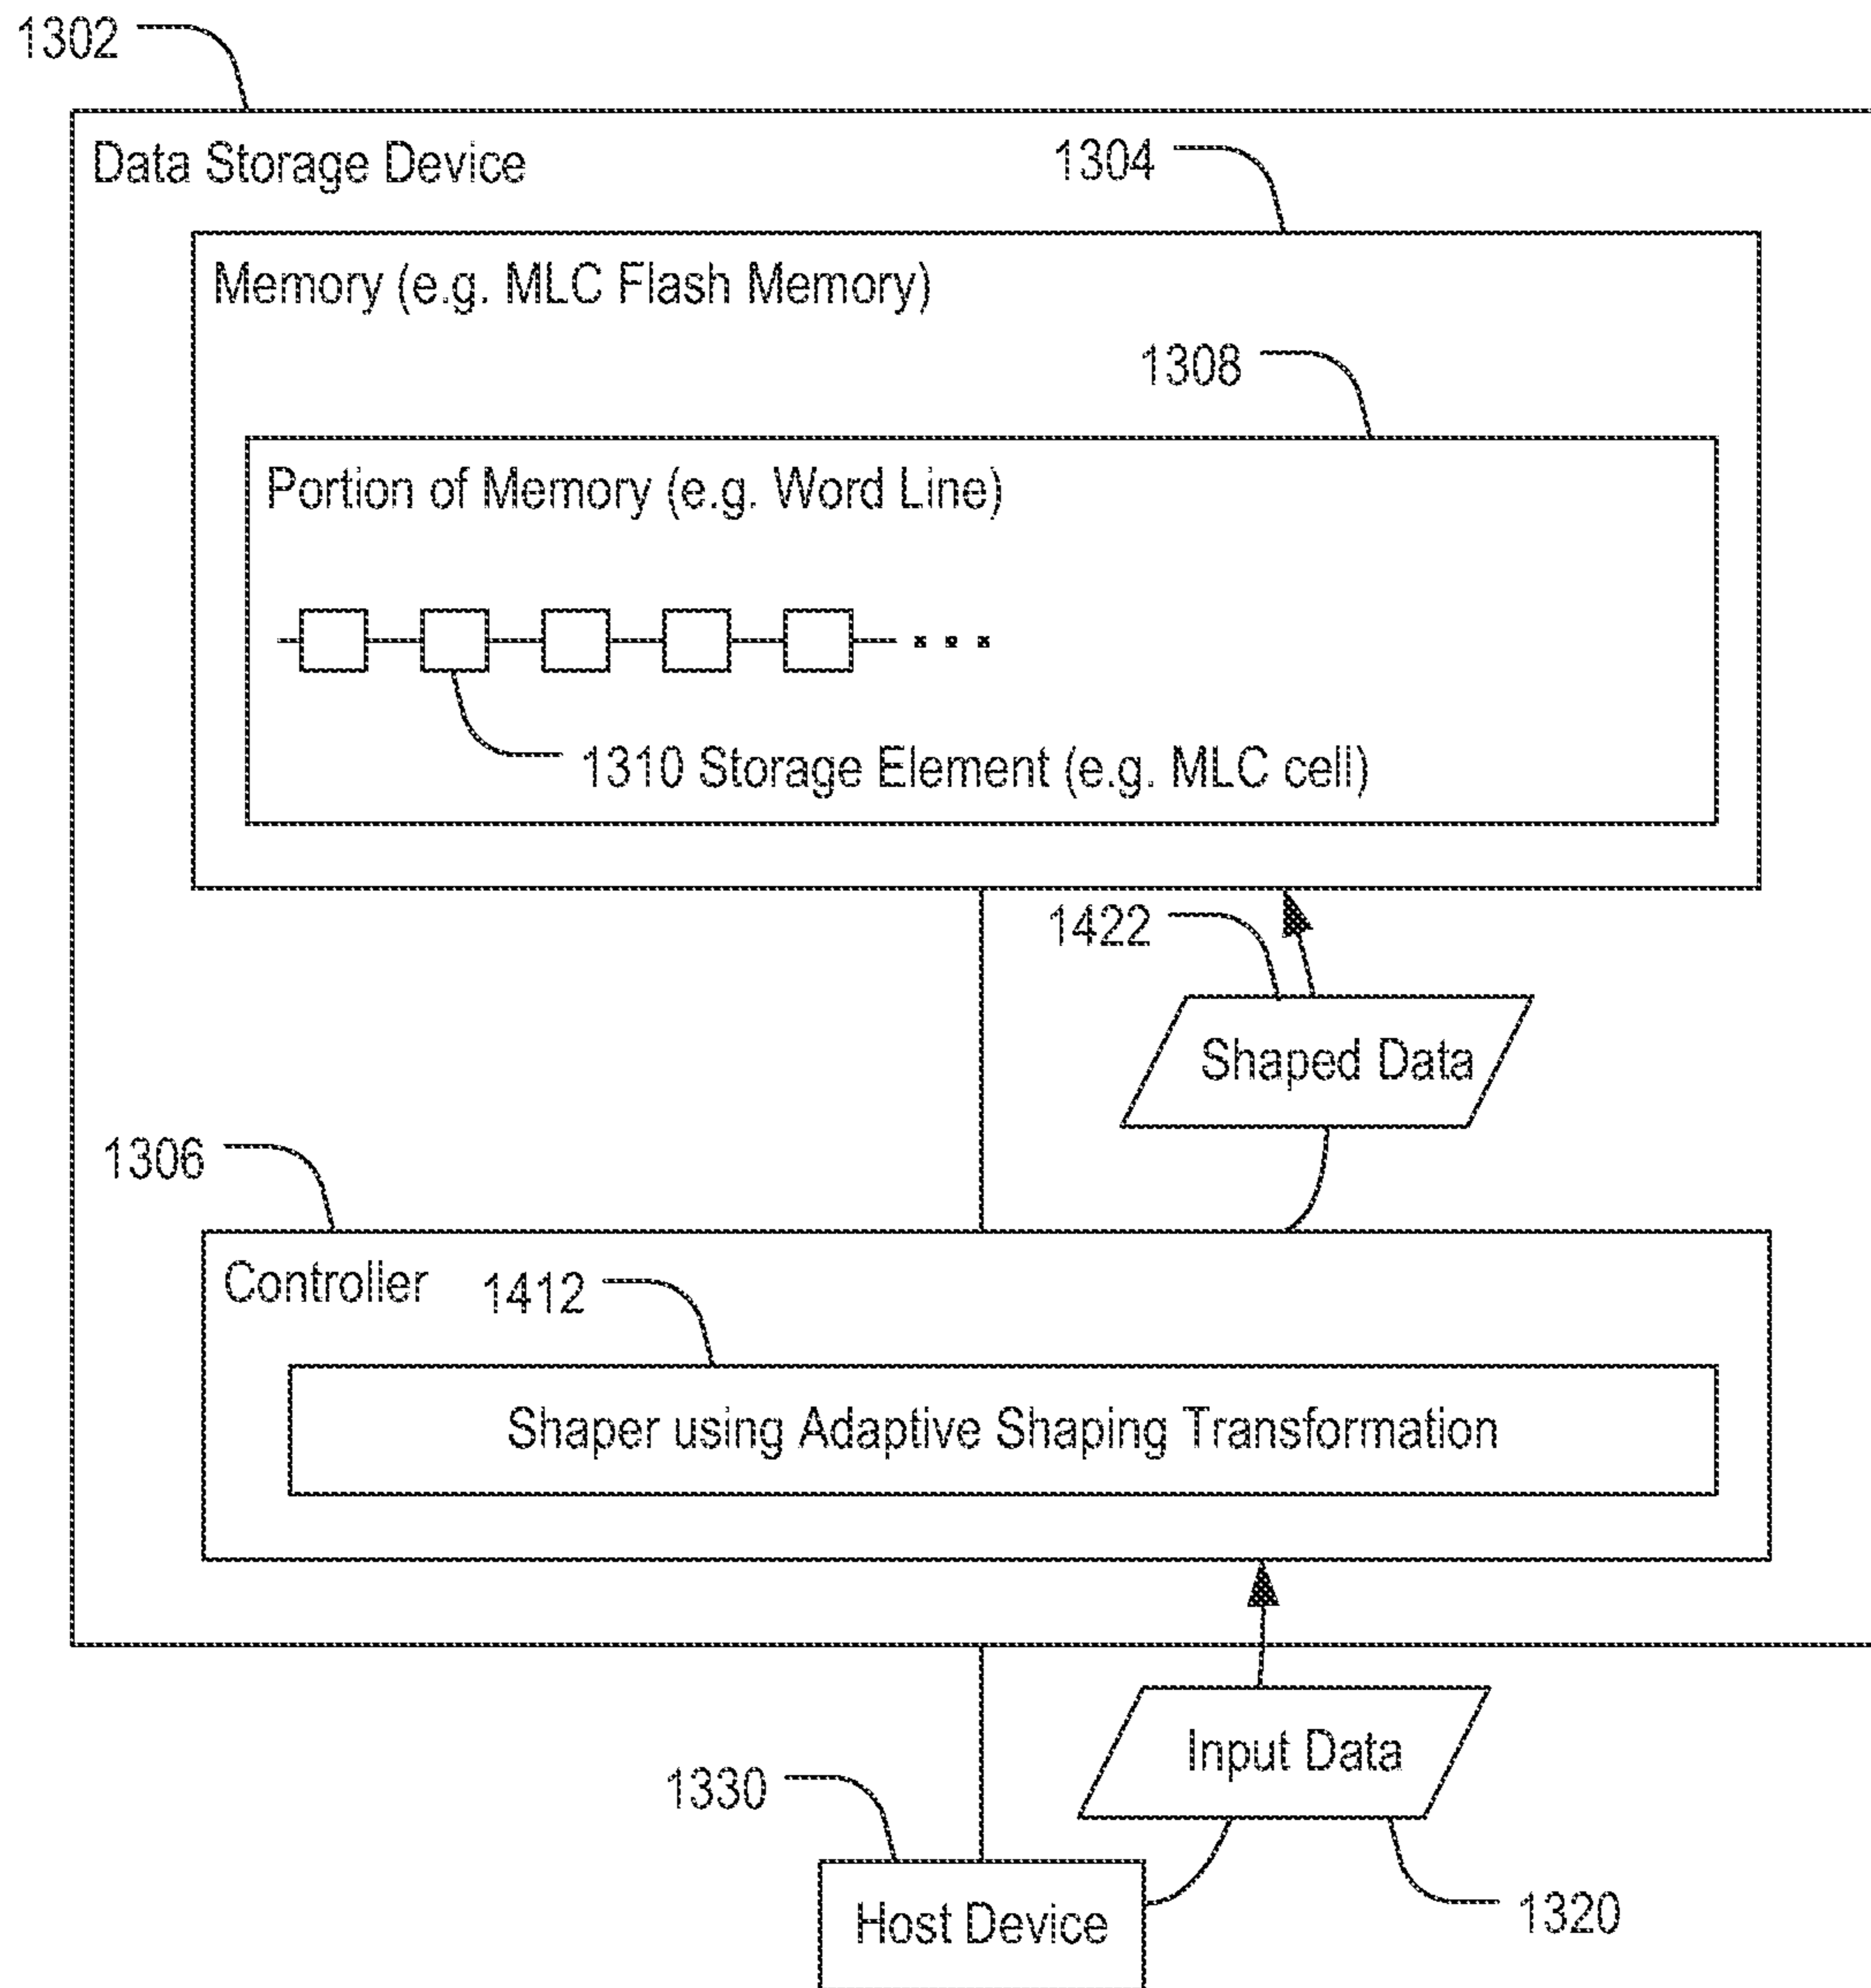 1302
Data Storage Device
1304
Memory (e.g. MLC Flash Memory)
1308
Portion of Memory (e.g. Word Line)
1310 Storage Element (e.g. MLC cell)
1422
Shaped Data
1306
Controller
1412
Shaper using Adaptive Shaping Transformation
Input Data
1330
Host Device
1320